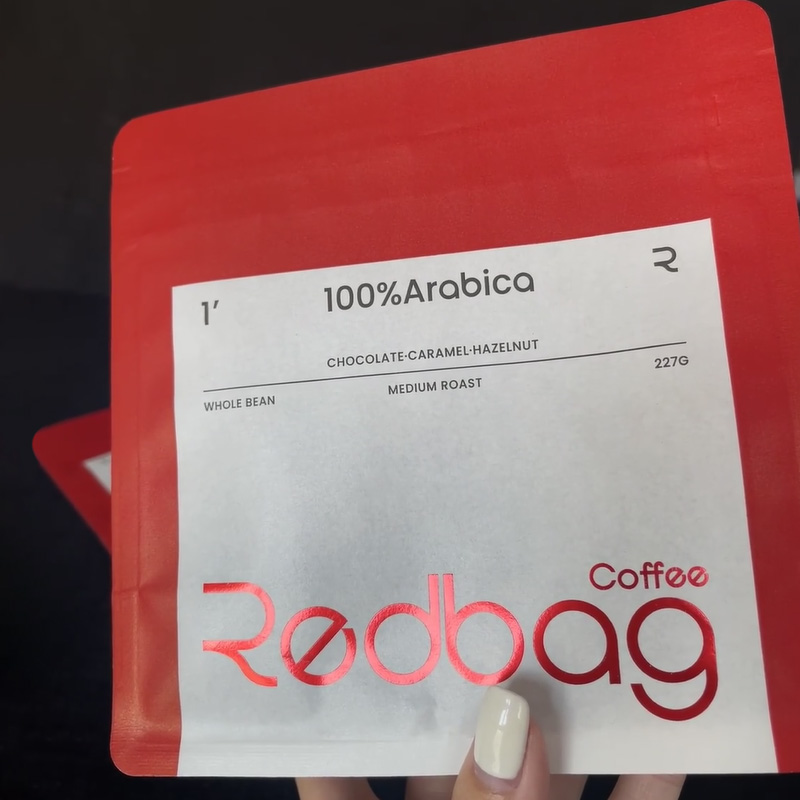 1’ 100%Arabica R
CHOCOLATE·CARAMEL·HAZELNUT
WHOLE BEAN MEDIUM ROAST 227G
Coffee
Redbag